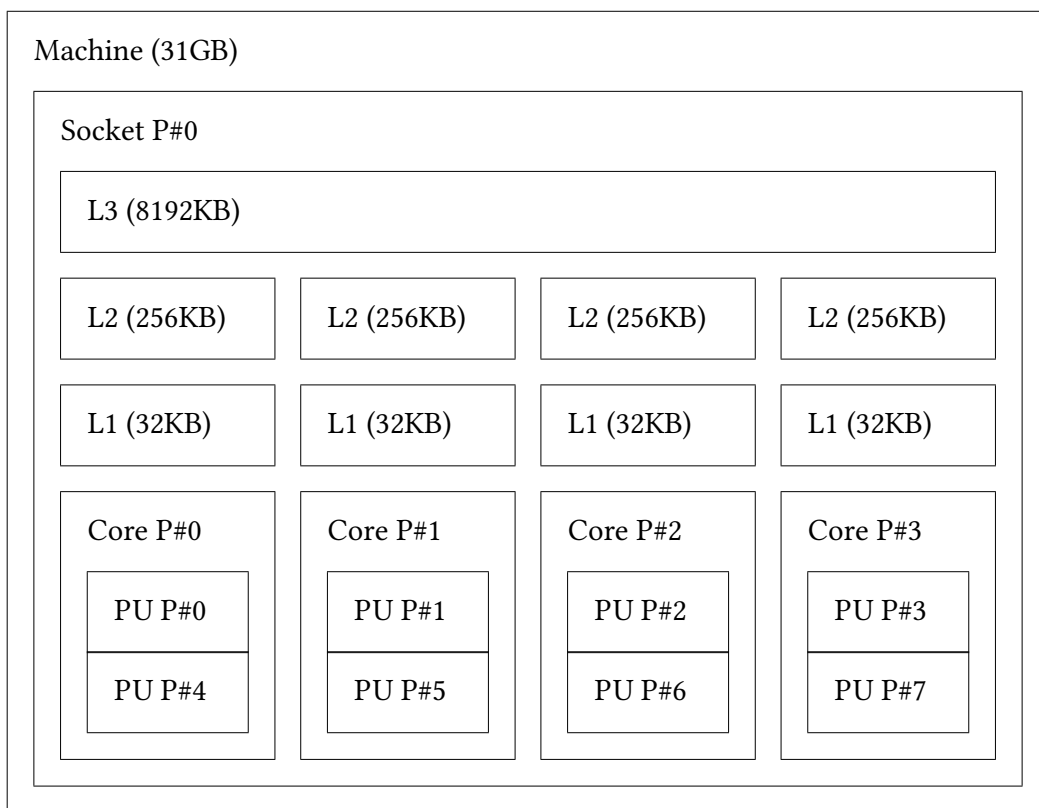 Machine (31GB)
Socket P#0
L3 (8192KB)
L2 (256KB) L2 (256KB) L2 (256KB) L2 (256KB)
L1 (32KB) L1 (32KB) L1 (32KB) L1 (32KB)
Core P#0 Core P#1 Core P#2 Core P#3
PU P#0 PU P#1 PU P#2 PU P#3
PU P#4 PU P#5 PU P#6 PU P#7